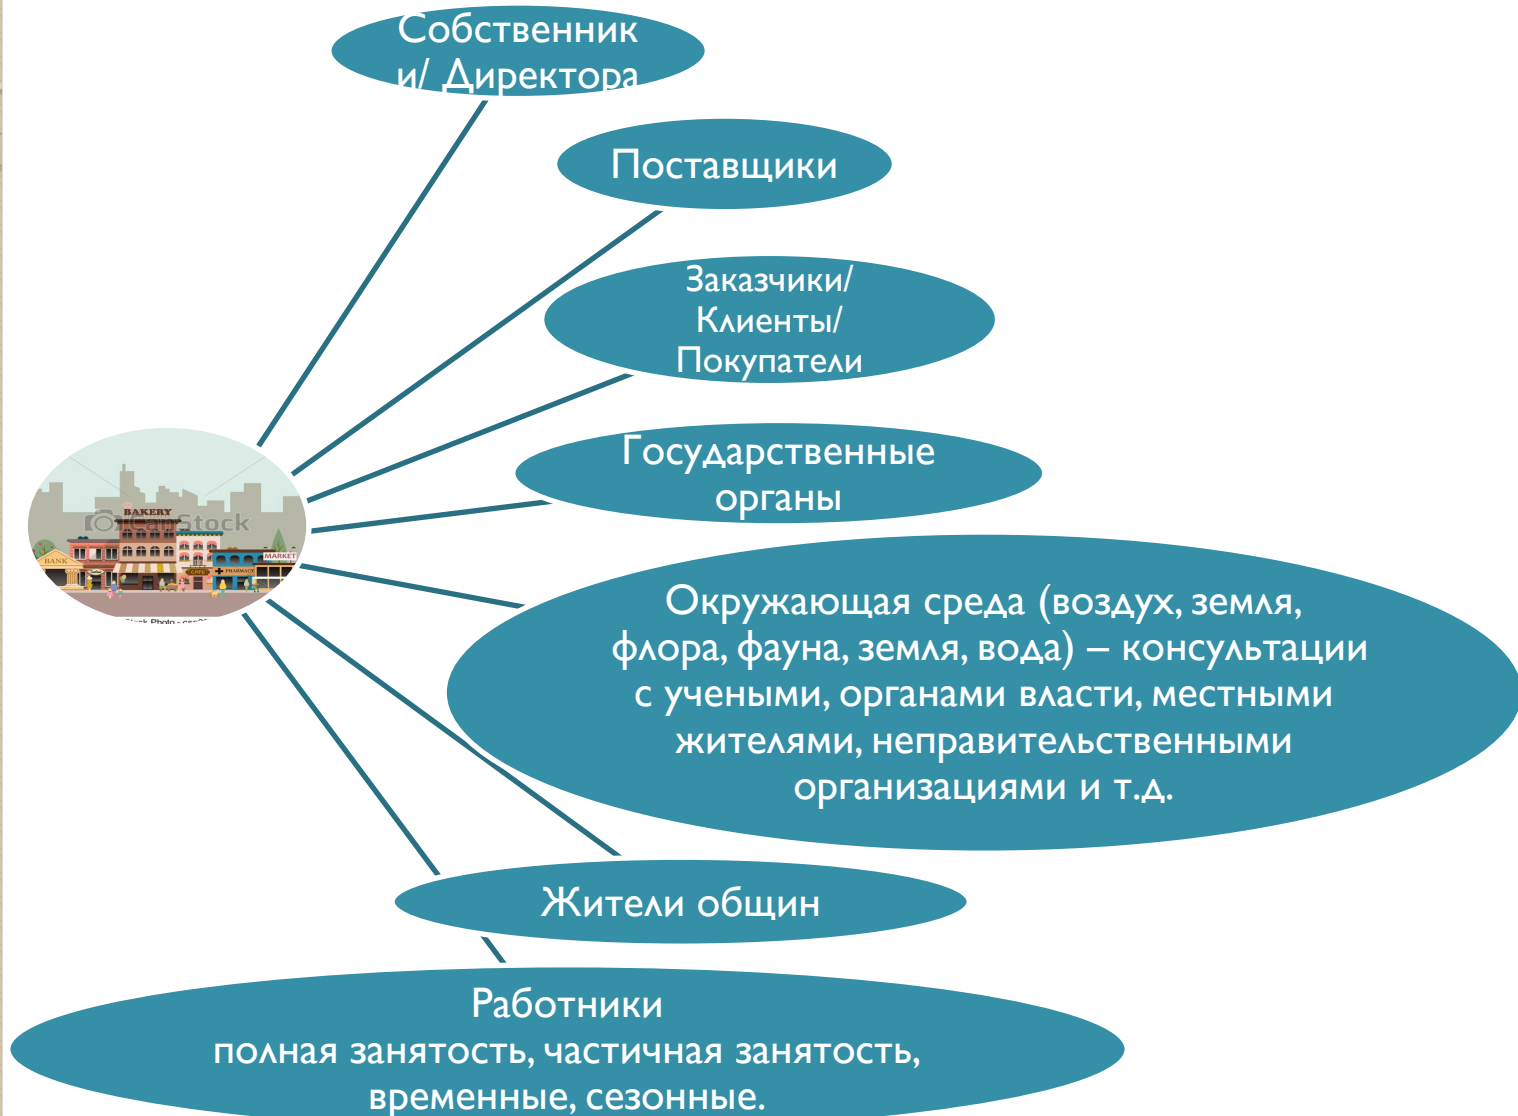 Собственник
и/ Директора
Поставщики
Заказчики/
Клиенты/
Покупатели
Государственные
органы
BAKERY
CanStock
BANK
CAFE
PHARMACY
MARKET
Окружающая среда (воздух, земля,
флора, фауна, земля, вода) – консультации
с учеными, органами власти, местными
жителями, неправительственными
организациями и т.д.
Жители общин
Работники
полная занятость, частичная занятость,
временные, сезонные.